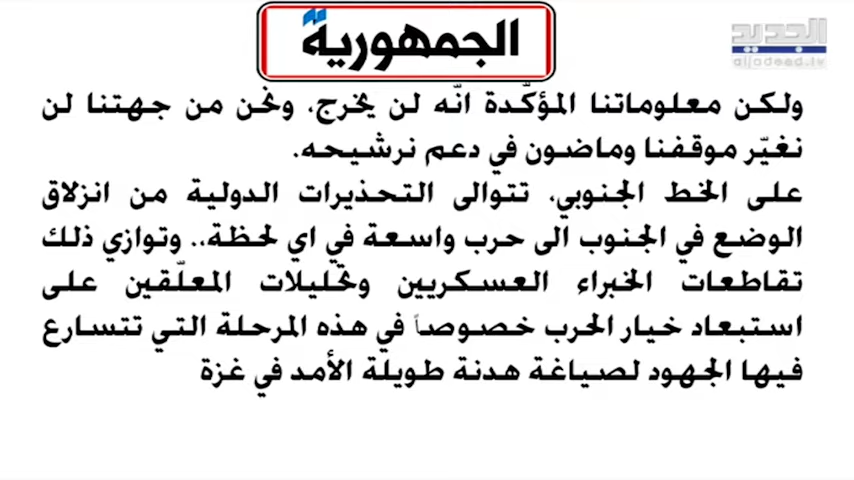 الجمهورية
الجديد
aljadeed.tv
ولكن معلوماتنا المؤكّدة انّه لن يخرج، ونحن من جهتنا لن
نغيّر موقفنا وماضون في دعم نرشيحه.
على الخط الجنوبي، تتوالى التحذيرات الدولية من انزلاق
الوضع في الجنوب الى حرب واسعة في اي لحظة،. وتوازي ذلك
تقاطعات الخبراء العسكريين وتحليلات المعلّقين على
استبعاد خيار الحرب خصوصاً في هذه المرحلة التي تتسارع
فيها الجهود لصياغة هدنة طويلة الأمد في غزة